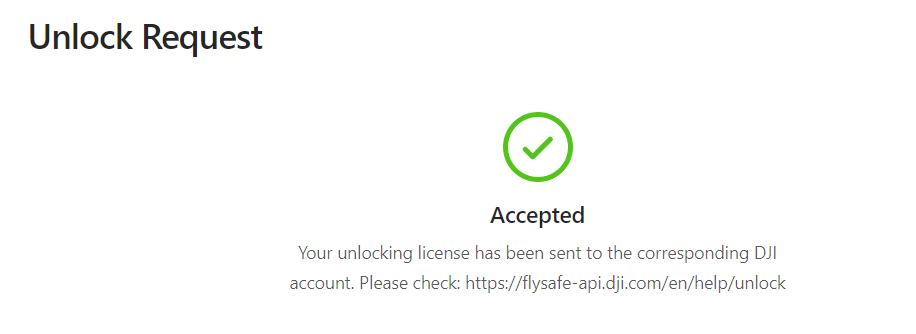 Unlock Request
Accepted
Your unlocking license has been sent to the corresponding DJI
account. Please check: https://flysafe-api.dji.com/en/help/unlock